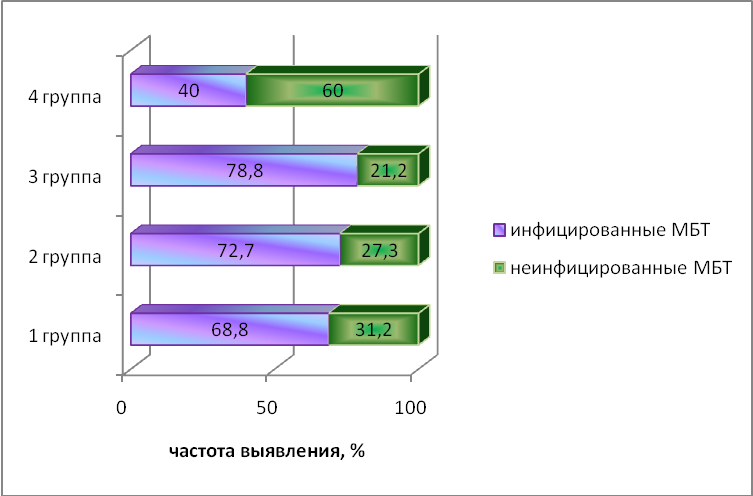 4 группа
40
60
3 группа
78,8
21,2
инфицированные МБТ
2 группа
72,7
27,3
неинфицированные МБТ
1 группа
68,8
31,2
0
50
100
частота выявления, %